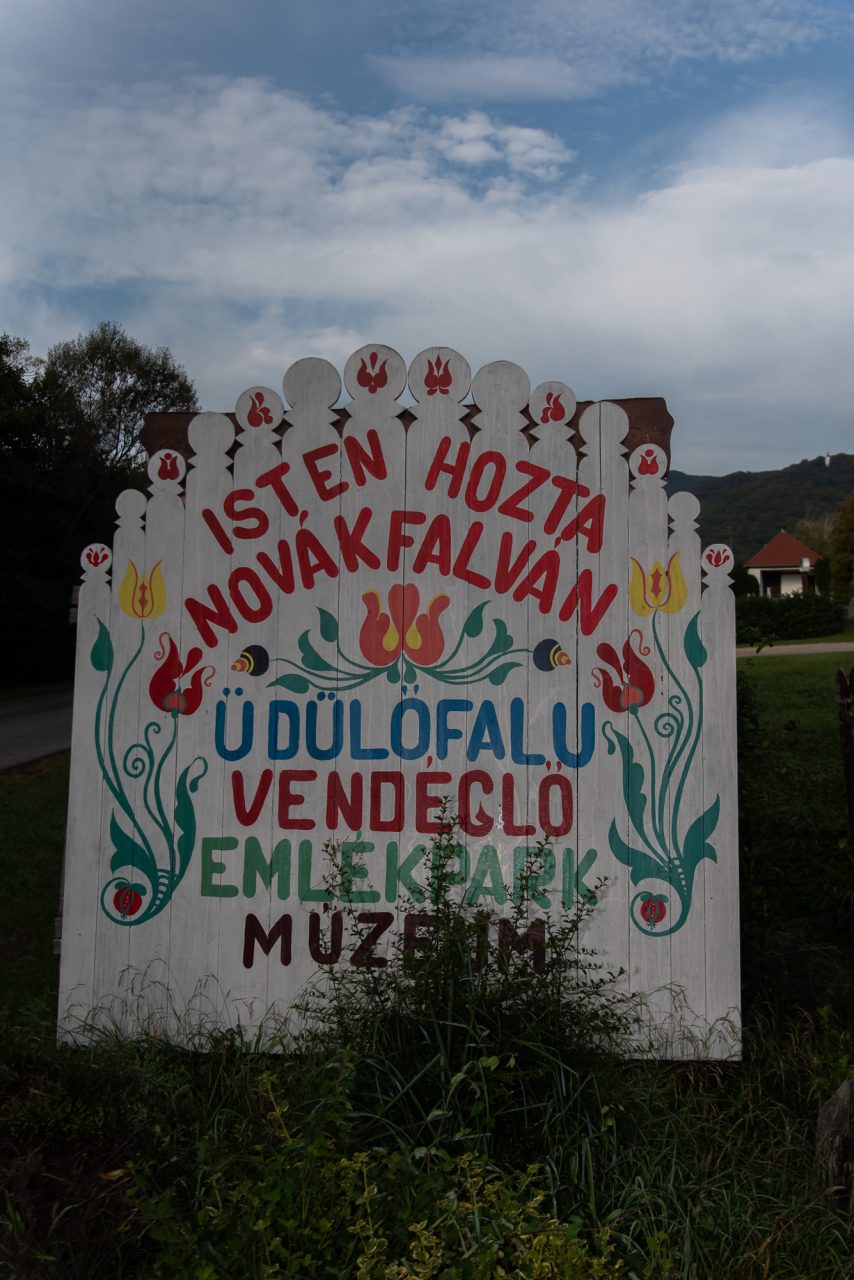 ISTEN HOZTA
NOVÁKFALVÁN
ÜDÜLŐFALU
VENDÉGLŐ
EMLÉKPARK
MÚZEUM